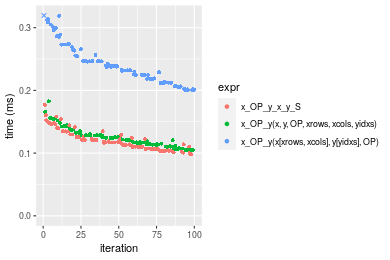 0.3
0.2
0.1
0.0
time (ms)
0
25
50
75
100
iteration
expr
x_OP_y_x_y_S
x_OP_y(x, y, OP, xrows, xcols, yidxs)
x_OP_y(x[xrows, xcols], y[yidxs], OP)